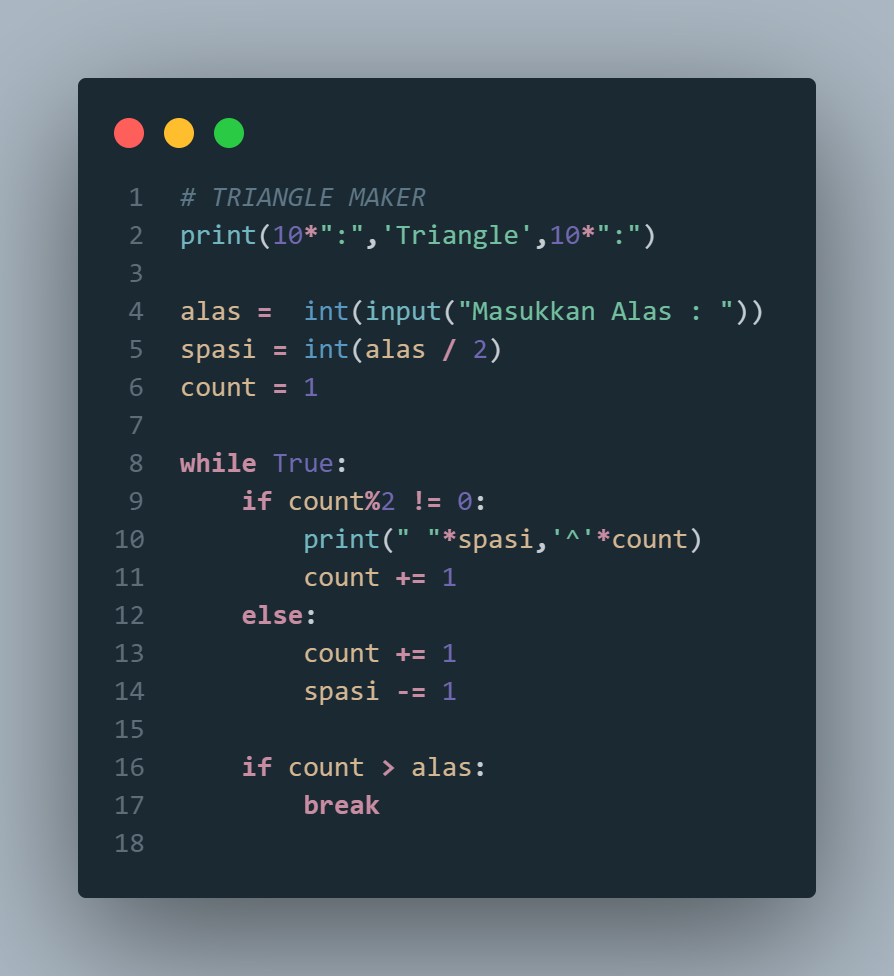 1 # TRIANGLE MAKER
2 print(10*":",'Triangle',10*":")
3
4 alas =  int(input("Masukkan Alas : "))
5 spasi = int(alas / 2)
6 count = 1
7
8 while True:
9     if count%2 != 0:
10         print(" "*spasi,'^'*count)
11         count += 1
12     else:
13         count += 1
14         spasi -= 1
15
16     if count > alas:
17         break
18